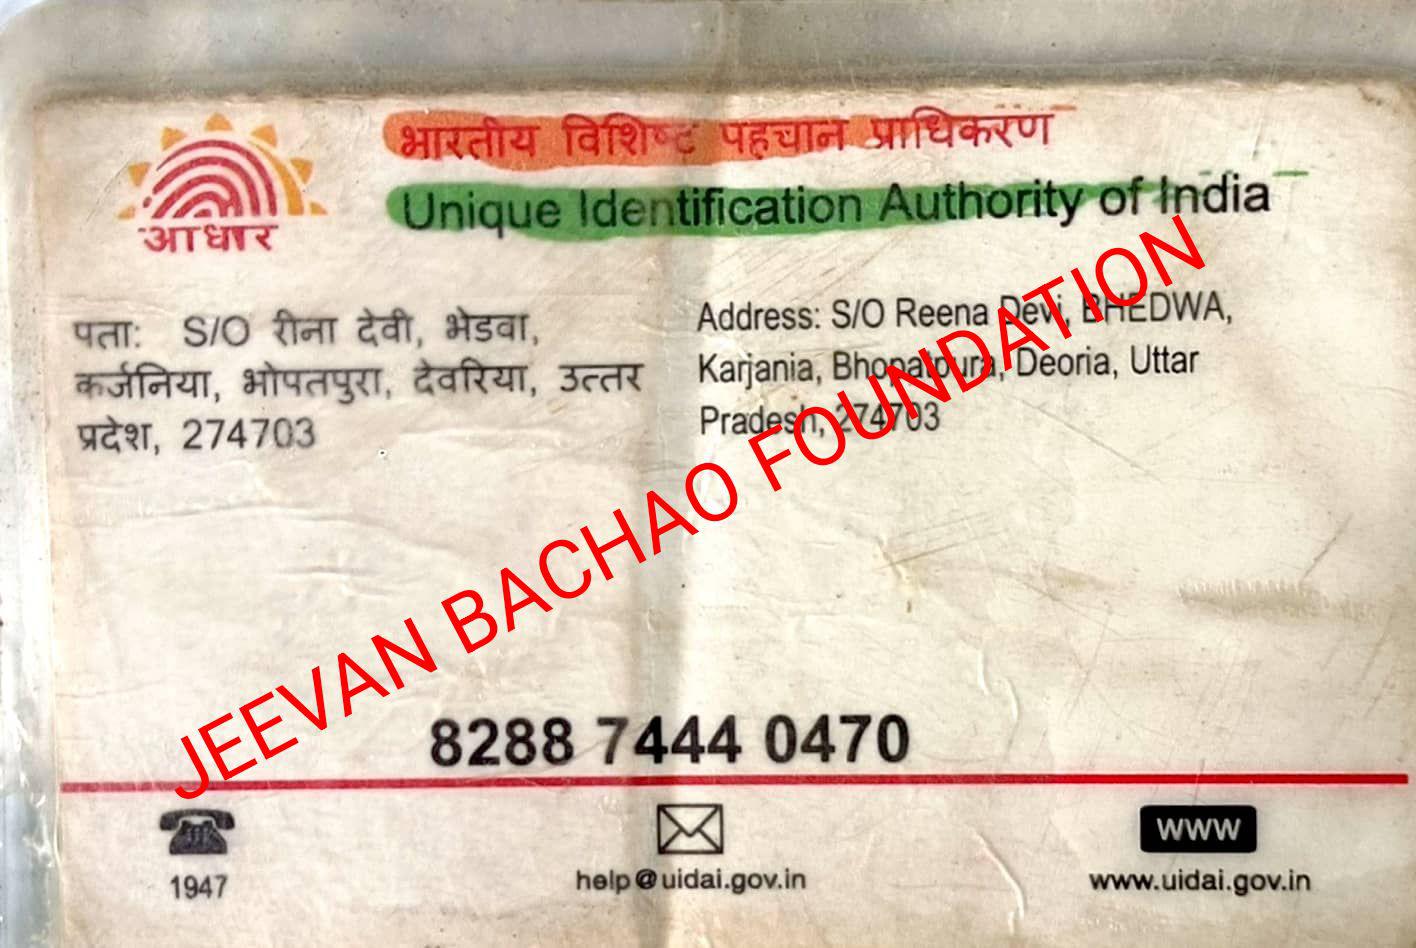 आधार
भारतीय विशिष्ट पहचान प्राधिकरण
Unique Identification Authority of India
पता: S/O रीना देवी, भेडवा,
कर्जनिया, भोपतपुरा, देवरिया, उत्तर
प्रदेश, 274703
Address: S/O Reena Devi, BHEDWA,
Karjania, Bhopatpura, Deoria, Uttar
Pradesh, 274703
JEEVAN BACHAO FOUNDATION
8288 7444 0470
1947
help@uidai.gov.in
www
www.uidai.gov.in